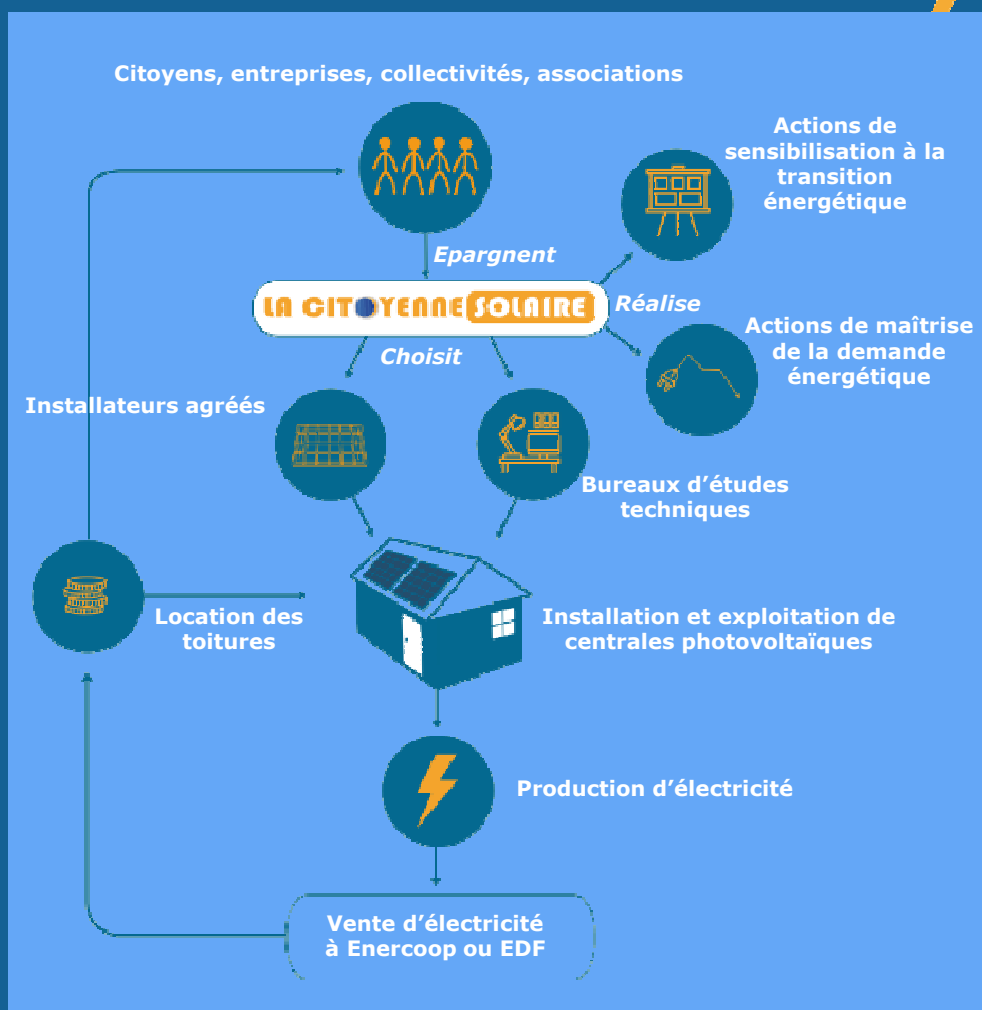 Citoyens, entreprises, collectivités, associations
Actions de
sensibilisation à la
transition
énergétique
Epargnent
LA CITOYENNE SOLAIRE
Réalise
Choisit
Actions de maîtrise
de la demande
énergétique
Installateurs agréés
Bureaux d’études
techniques
Location des
toitures
Installation et exploitation de
centrales photovoltaïques
Production d’électricité
Vente d’électricité
à Enercoop ou EDF